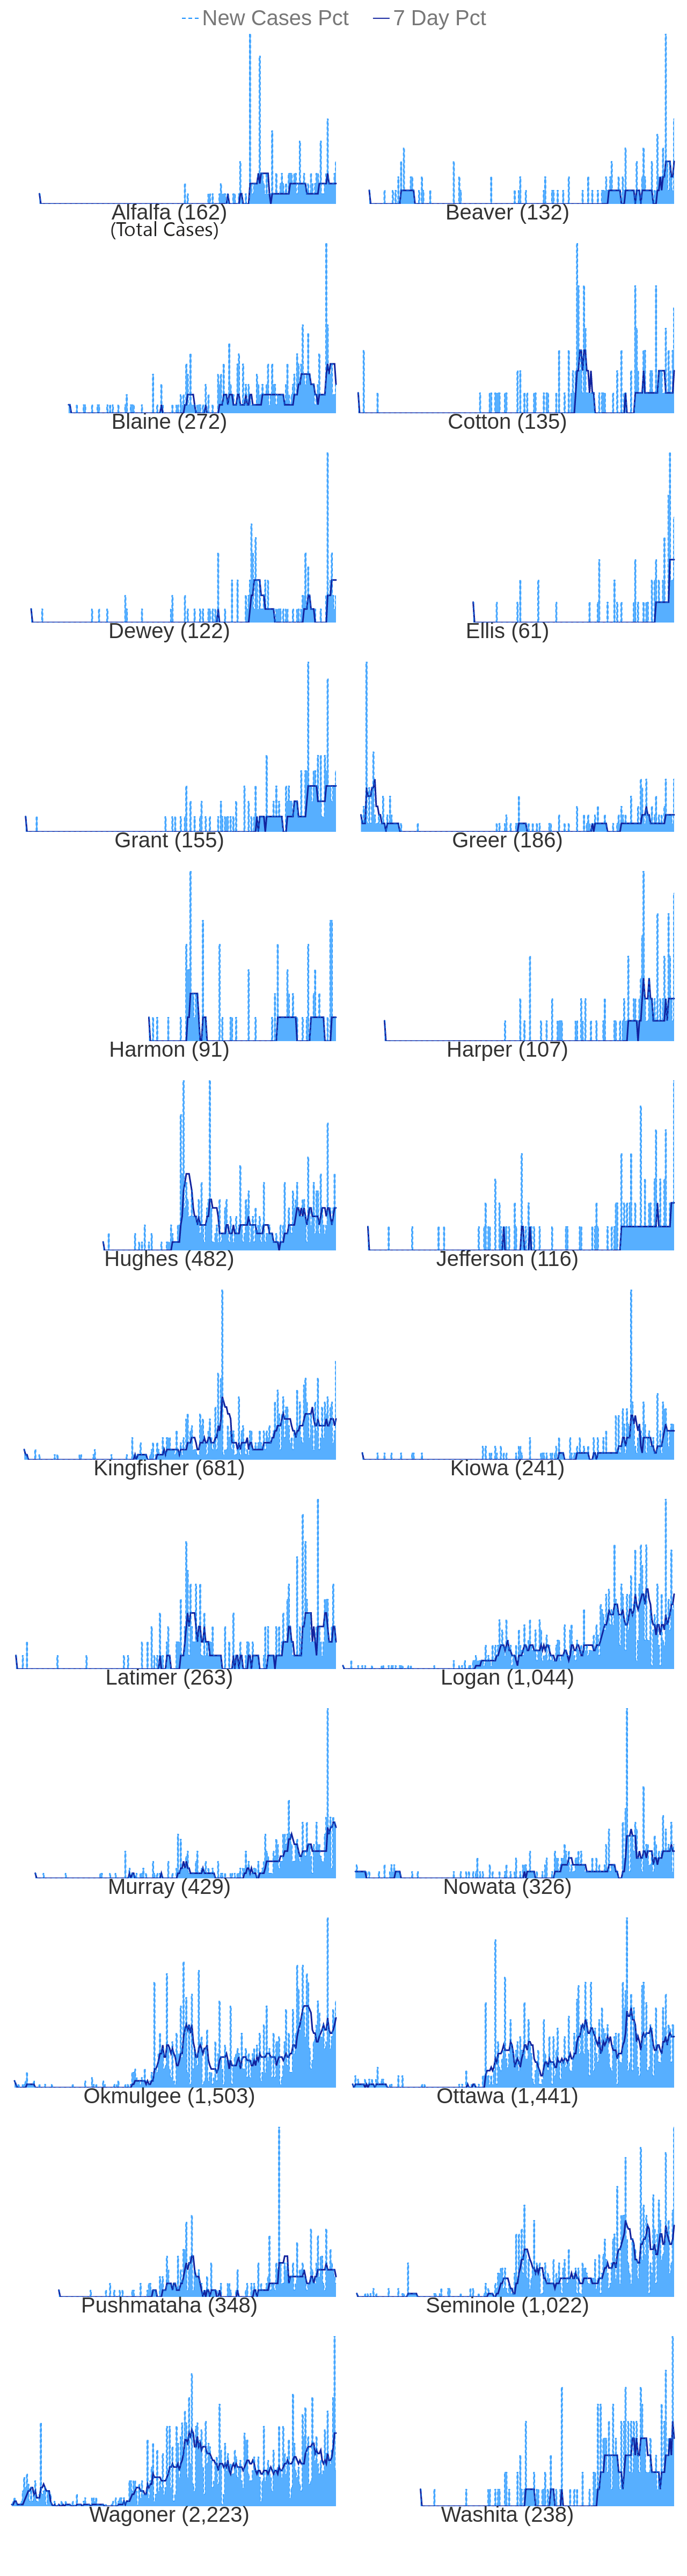 New Cases Pct 7 Day Pct
Alfalfa (162) Beaver (132)
(Total Cases)
Blaine (272) Cotton (135)
Dewey (122) Ellis (61)
Grant (155) Greer (186)
Harmon (91) Harper (107)
Hughes (482) Jefferson (116)
Kingfisher (681) Kiowa (241)
Latimer (263) Logan (1,044)
Murray (429) Nowata (326)
Okmulgee (1,503) Ottawa (1,441)
Pushmataha (348) Seminole (1,022)
Wagoner (2,223) Washita (238)